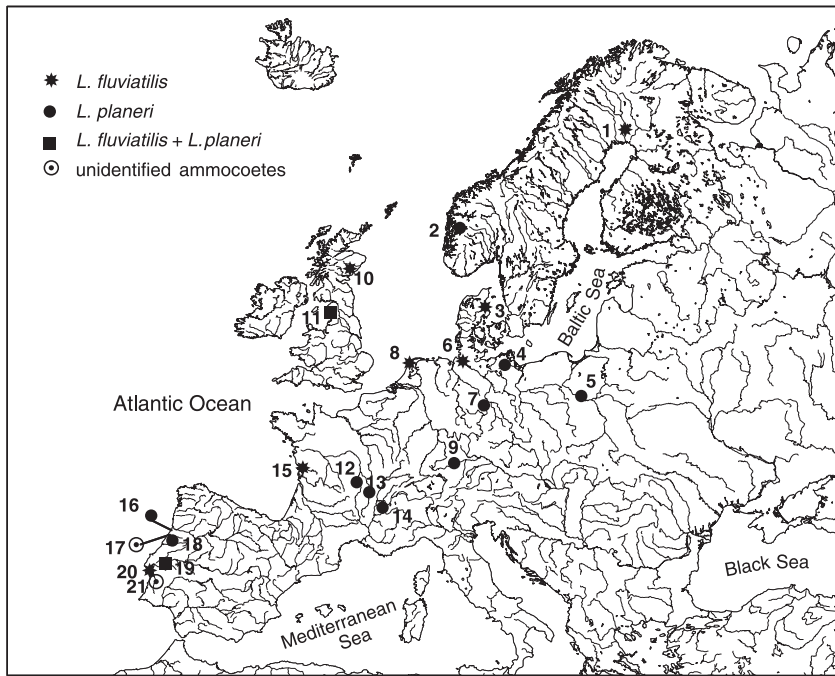 L. fluviatilis
L. planeri
L. fluviatilis + L.planeri
unidentified ammocoetes
1
2
10
3
11
Baltic Sea
6
8
4
5
Atlantic Ocean
7
9
15
12
13
16
14
17
18
Black Sea
19
20
21
Mediterranean
Sea